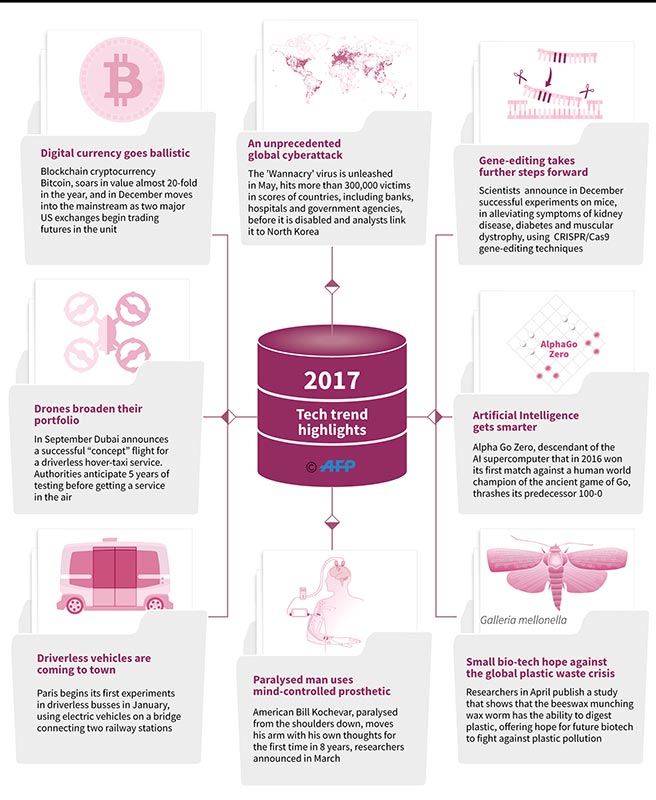 Digital currency goes ballistic
Blockchain cryptocurrency
Bitcoin, soars in value almost 20-fold
in the year, and in December moves
into the mainstream as two major
US exchanges begin trading
futures in the unit
An unprecedented
global cyberattack
The 'Wannacry' virus is unleashed
in May, hits more than 300,000 victims
in scores of countries, including banks,
hospitals and government agencies,
before it is disabled and analysts link
it to North Korea
Gene-editing takes
further steps forward
Scientists announce in December
successful experiments on mice,
in alleviating symptoms of kidney
disease, diabetes and muscular
dystrophy, using CRISPR/Cas9
gene-editing techniques
Drones broaden their
portfolio
In September Dubai announces
a successful “concept” flight for
a driverless hover-taxi service.
Authorities anticipate 5 years of
testing before getting a service
in the air
2017
Tech trend
highlights
© AFP
AlphaGo
Zero
Artificial Intelligence
gets smarter
Alpha Go Zero, descendant of the
AI supercomputer that in 2016 won
its first match against a human world
champion of the ancient game of Go,
thrashes its predecessor 100-0
Driverless vehicles are
coming to town
Paris begins its first experiments
in driverless busses in January,
using electric vehicles on a bridge
connecting two railway stations
Paralysed man uses
mind-controlled prosthetic
American Bill Kochevar, paralysed
from the shoulders down, moves
his arm with his own thoughts for
the first time in 8 years, researchers
announced in March
Galleria mellonella
Small bio-tech hope against
the global plastic waste crisis
Researchers in April publish a study
that shows that the beeswax munching
wax worm has the ability to digest
plastic, offering hope for future biotech
to fight against plastic pollution